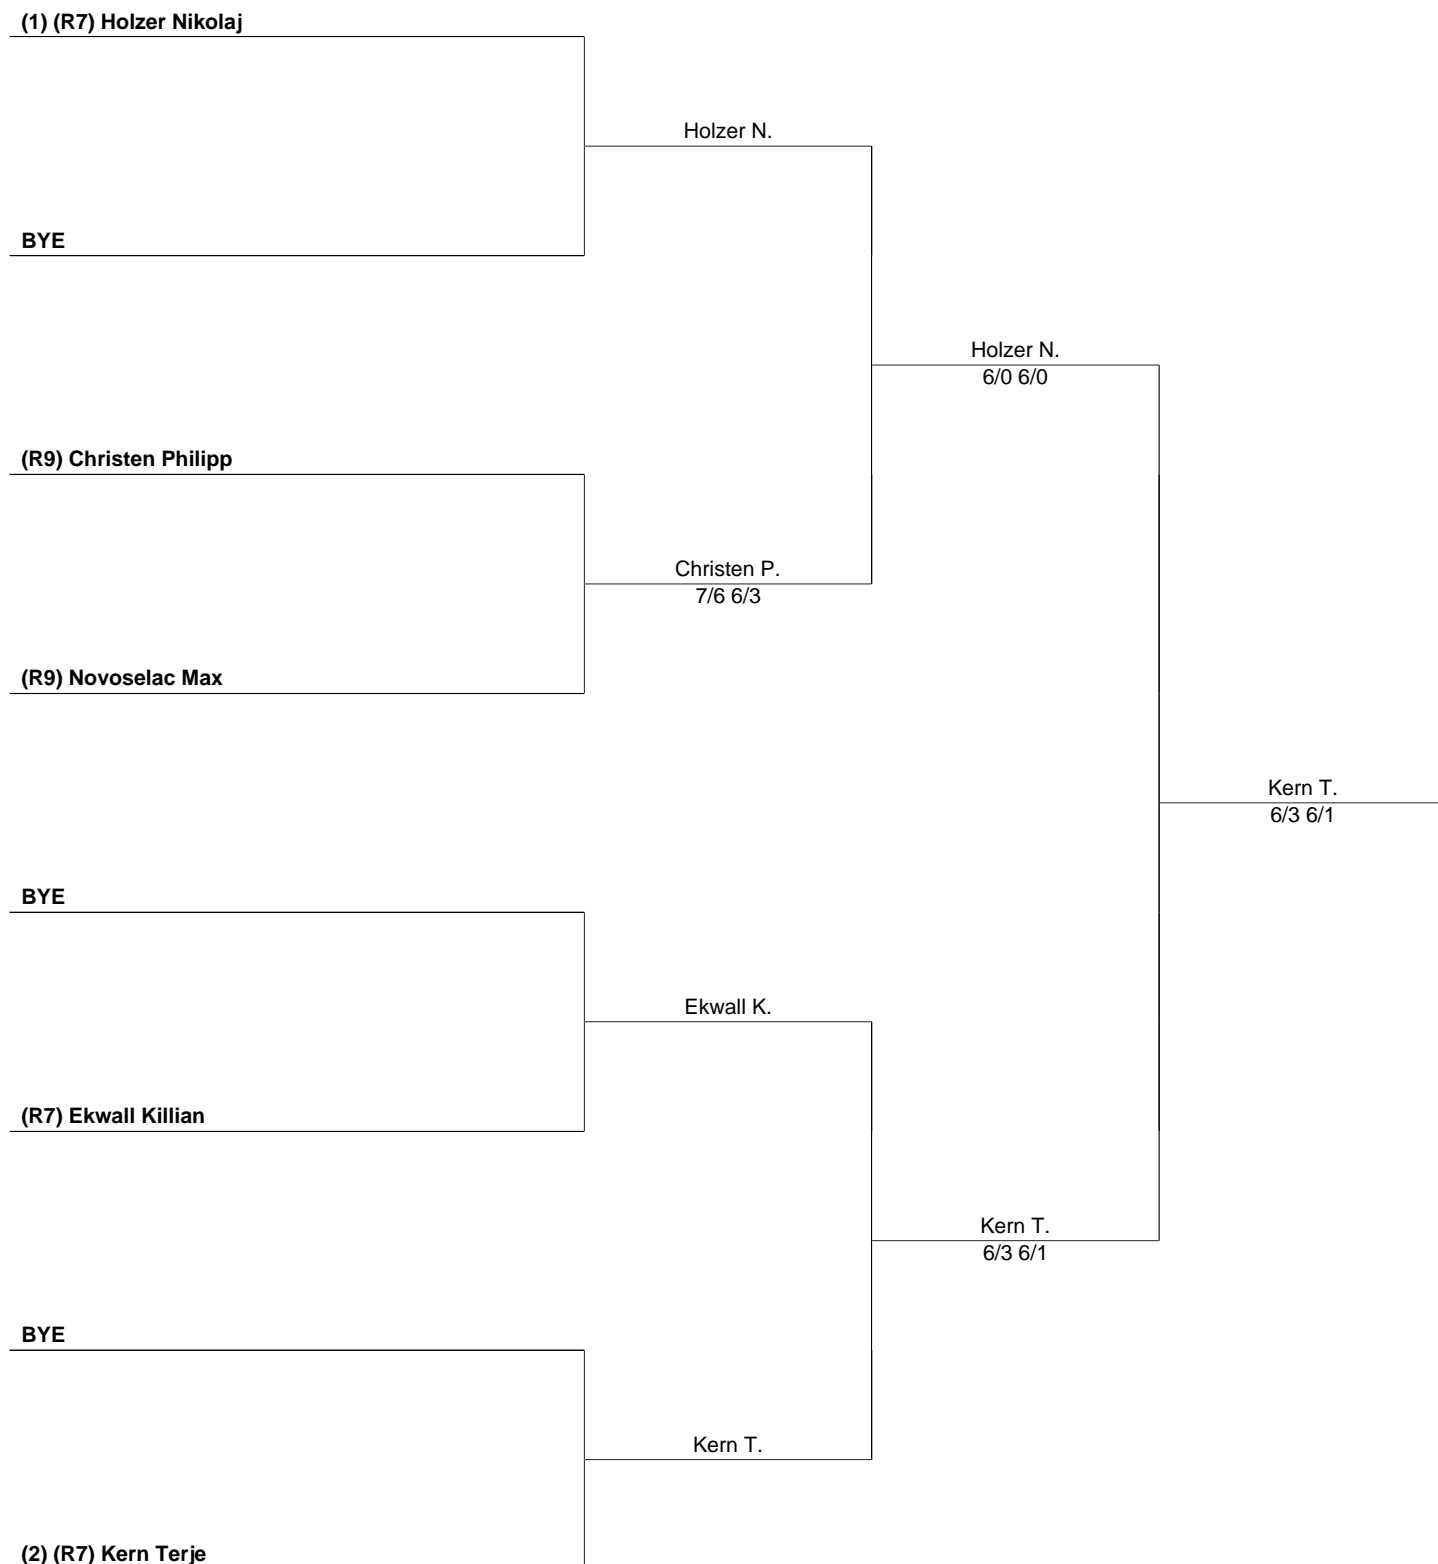 (1) (R7) Holzer Nikolaj
Holzer N.
BYE
Holzer N.
6/0 6/0
(R9) Christen Philipp
Christen P.
7/6 6/3
(R9) Novoselac Max
Kern T.
6/3 6/1
BYE
Ekwall K.
(R7) Ekwall Killian
Kern T.
6/3 6/1
BYE
Kern T.
(2) (R7) Kern Terje